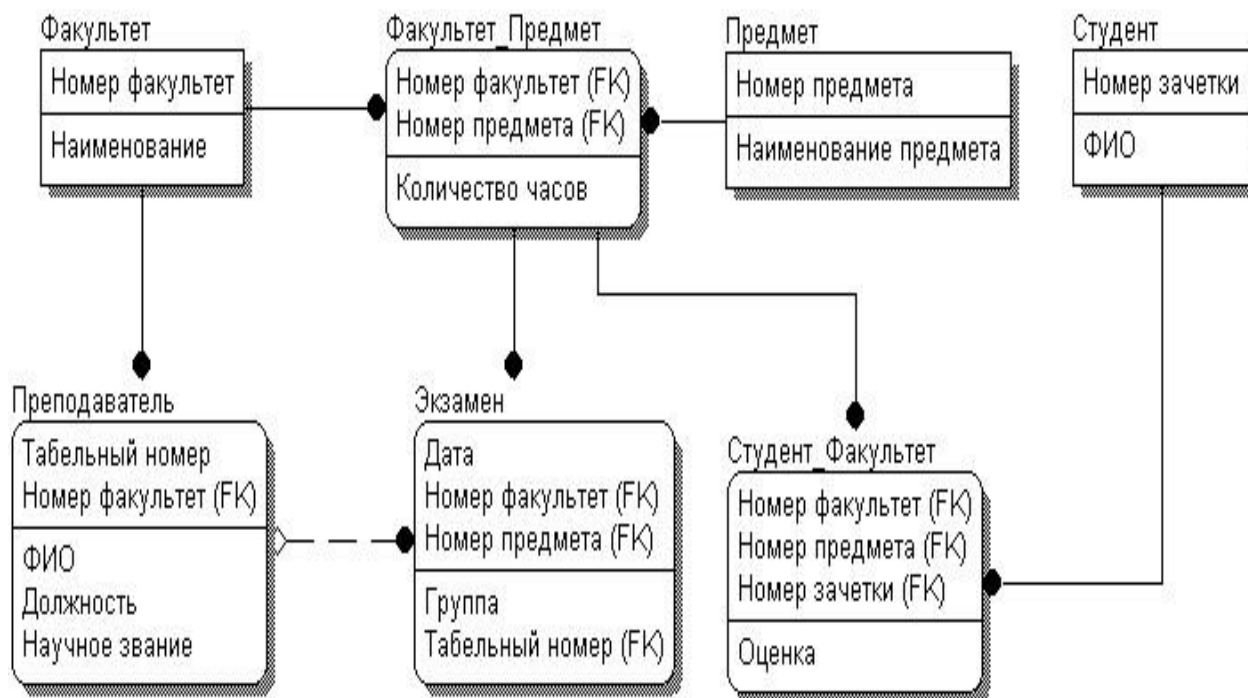 Факультет
Номер факультет
Наименование
Факультет_Предмет
Номер факультет (FK)
Номер предмета (FK)
Количество часов
Предмет
Номер предмета
Наименование предмета
Студент
Номер зачетки
ФИО
Преподаватель
Табельный номер
Номер факультет (FK)
ФИО
Должность
Научное звание
Экзамен
Дата
Номер факультет (FK)
Номер предмета (FK)
Группа
Табельный номер (FK)
Студент_Факультет
Номер факультет (FK)
Номер предмета (FK)
Номер зачетки (FK)
Оценка